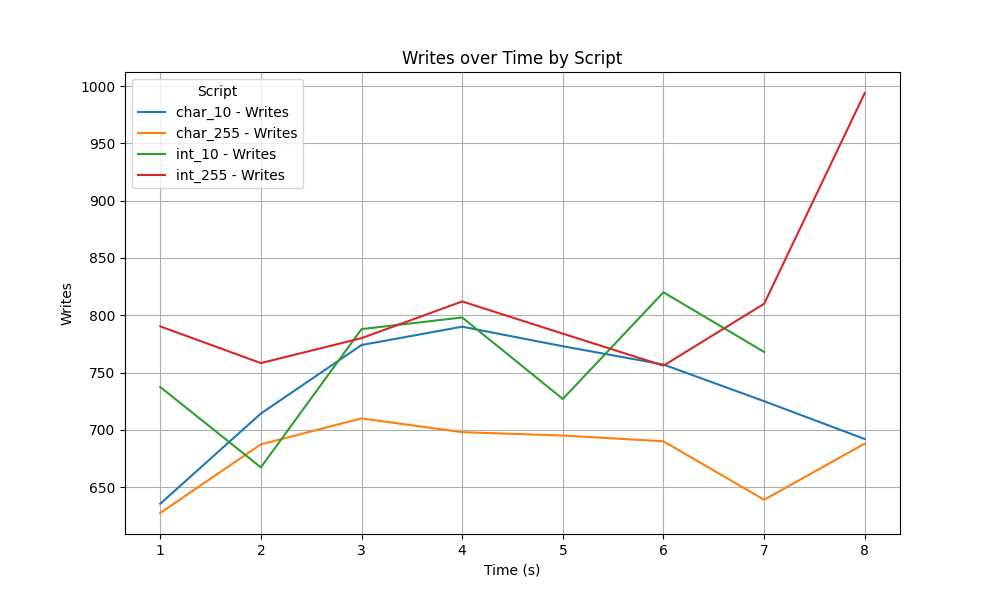 Writes over Time by Script
Script
char_10 - Writes
char_255 - Writes
int_10 - Writes
int_255 - Writes
1000
950
900
850
800
750
700
650
Writes
1 2 3 4 5 6 7 8
Time (s)